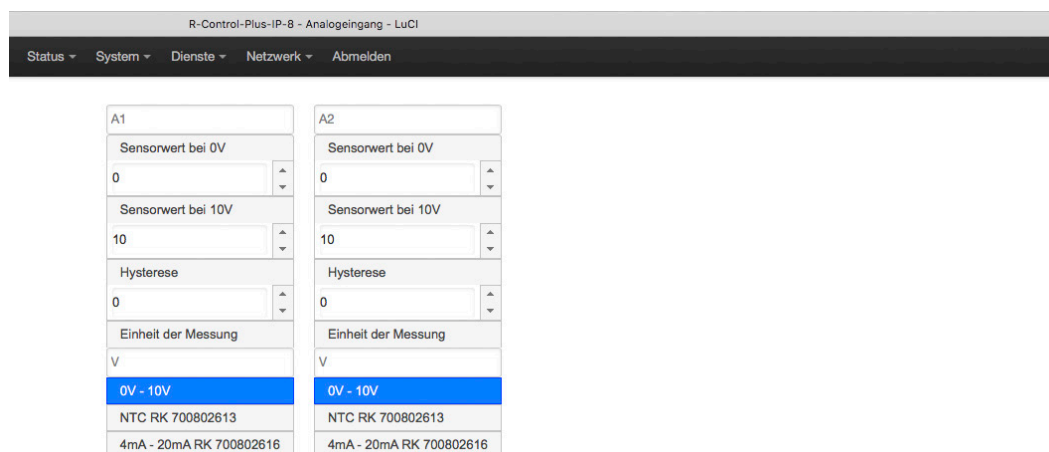 R-Control-Plus-IP-8 - Analogeingang - LuCI
Status System Dienste Netzwerk Abmelden
A1 A2
Sensorwert bei 0V Sensorwert bei 0V
0 0
Sensorwert bei 10V Sensorwert bei 10V
10 10
Hysterese Hysterese
0 0
Einheit der Messung Einheit der Messung
V V
0V - 10V 0V - 10V
NTC RK 700802613 NTC RK 700802613
4mA - 20mA RK 700802616 4mA - 20mA RK 700802616